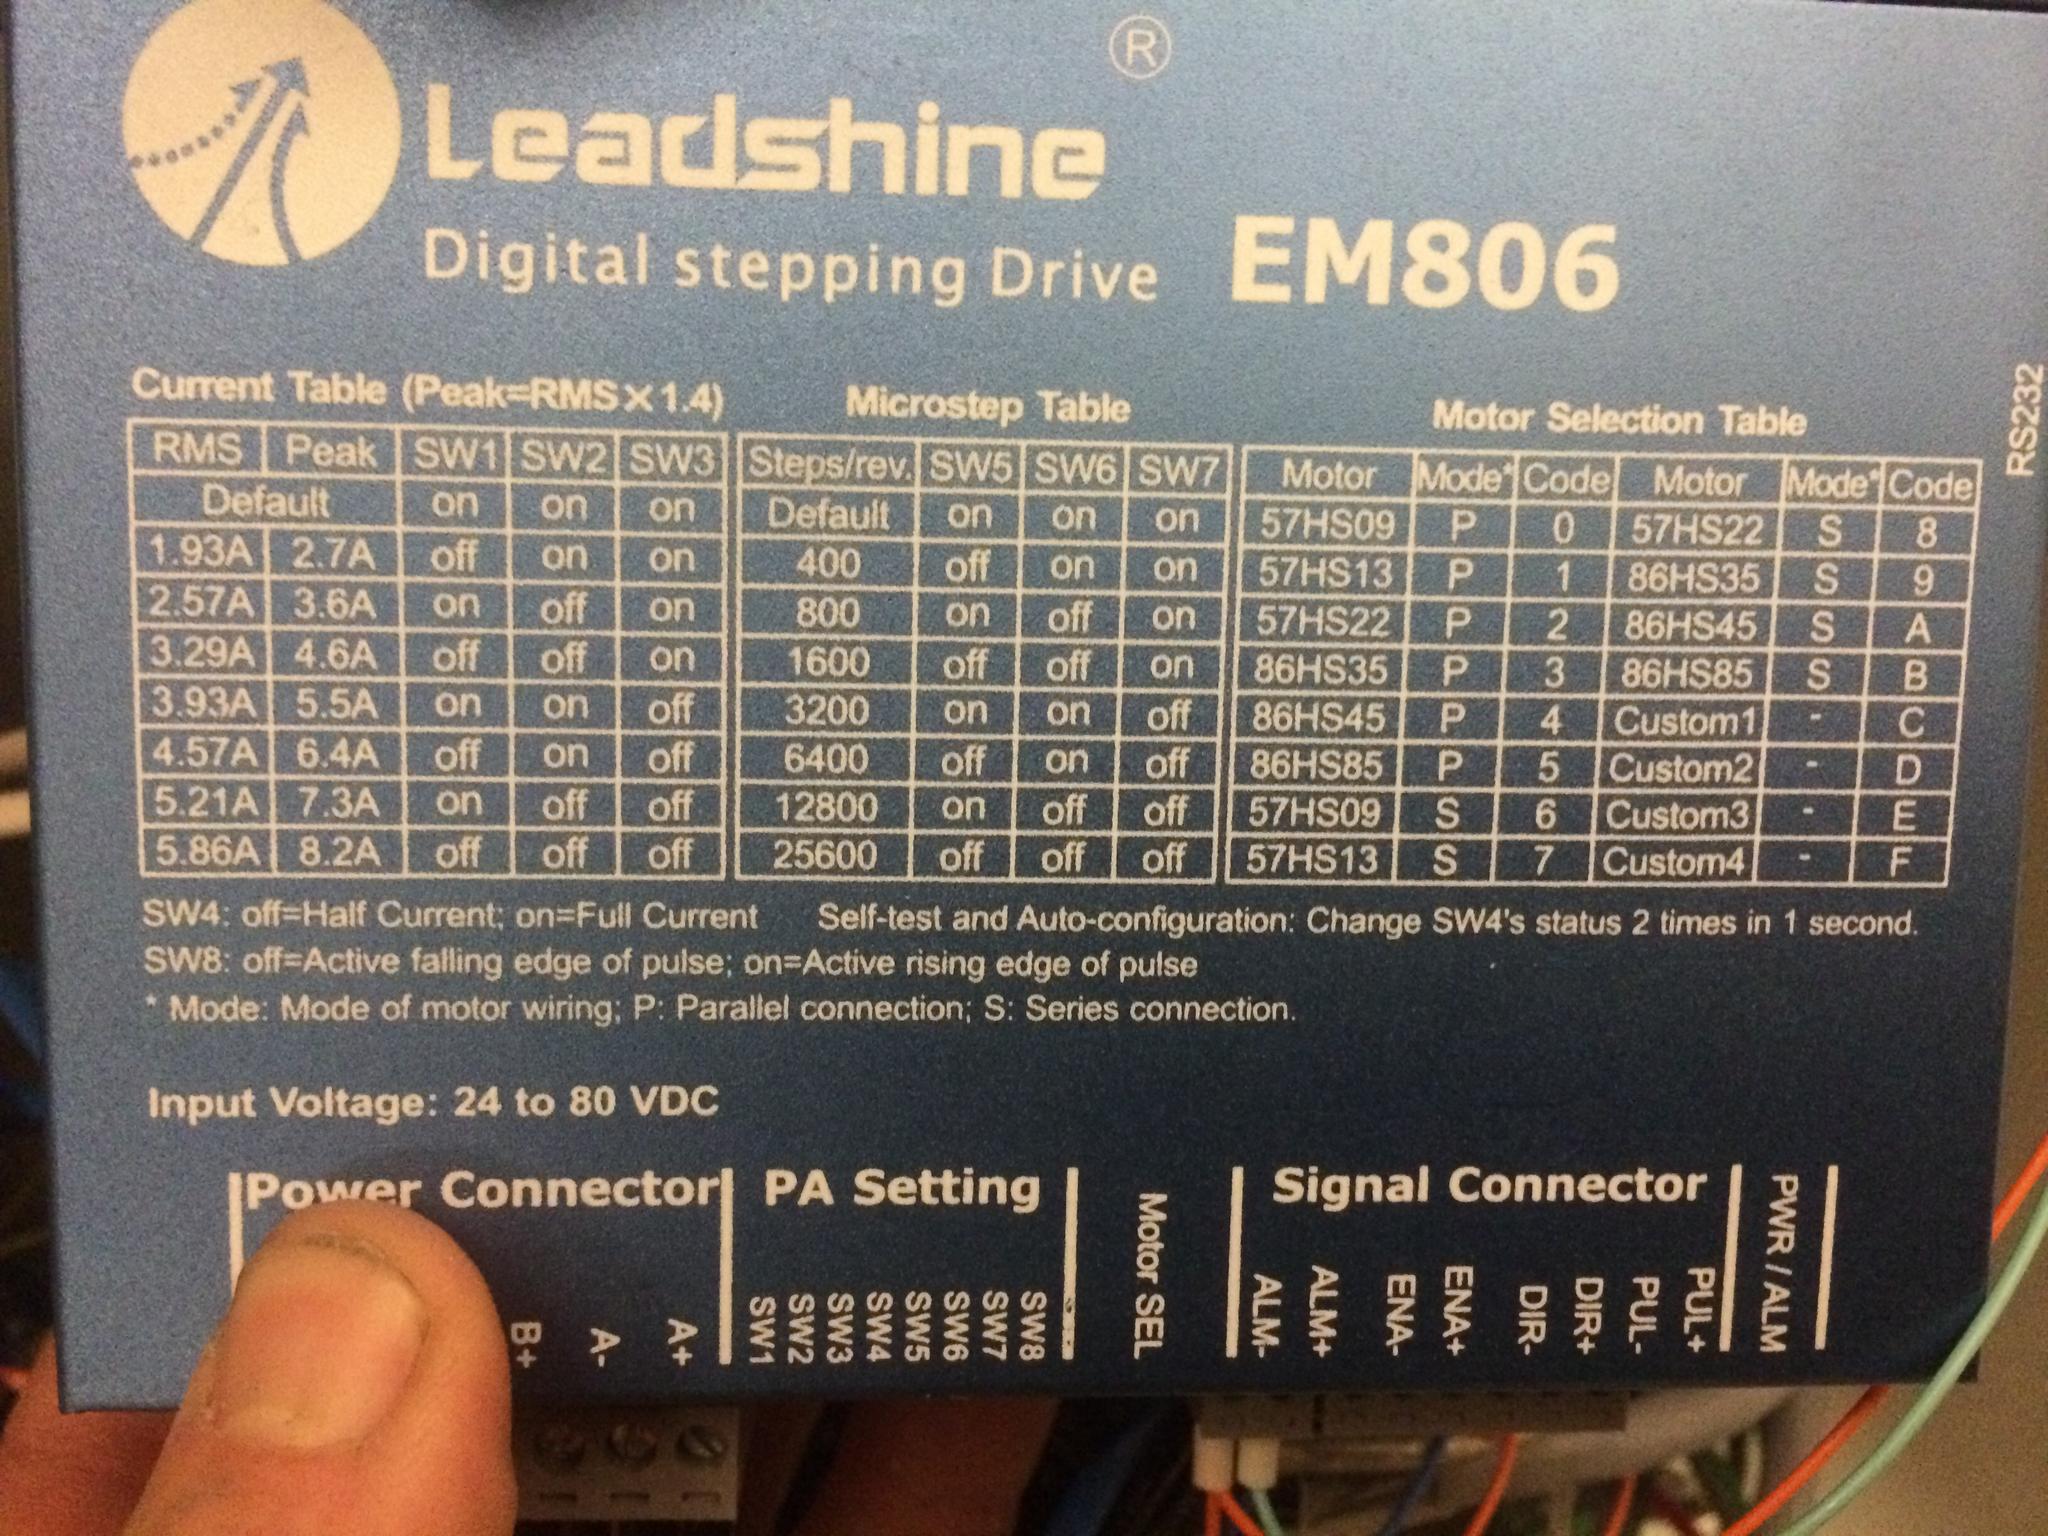 ®
Leadshine
Digital stepping Drive EM806
RS232
Current Table (Peak=RMS×1.4)
RMS Peak SW1 SW2 SW3
Default on on on
1.93A 2.7A off on on
2.57A 3.6A on off on
3.29A 4.6A off off on
3.93A 5.5A on on off
4.57A 6.4A off on off
5.21A 7.3A on off off
5.86A 8.2A off off off
Microstep Table
Steps/rev. SW5 SW6 SW7
Default on on on
400 off on on
800 on off on
1600 off off on
3200 on on off
6400 off on off
12800 on off off
25600 off off off
Motor Selection Table
Motor Mode* Code Motor Mode* Code
57HS09 P 0 57HS22 S 8
57HS13 P 1 86HS35 S 9
57HS22 P 2 86HS45 S A
86HS35 P 3 86HS85 S B
86HS45 P 4 Custom1 - C
86HS85 P 5 Custom2 - D
57HS09 S 6 Custom3 - E
57HS13 S 7 Custom4 - F
SW4: off=Half Current; on=Full Current Self-test and Auto-configuration: Change SW4's status 2 times in 1 second.
SW8: off=Active falling edge of pulse; on=Active rising edge of pulse
* Mode: Mode of motor wiring; P: Parallel connection; S: Series connection.
Input Voltage: 24 to 80 VDC
Power Connector
B+
A-
A+
PA Setting
SW1
SW2
SW3
SW4
SW5
SW6
SW7
SW8
Motor SEL
Signal Connector
ALM-
ALM+
ENA-
ENA+
DIR-
DIR+
PUL-
PUL+
PWR / ALM